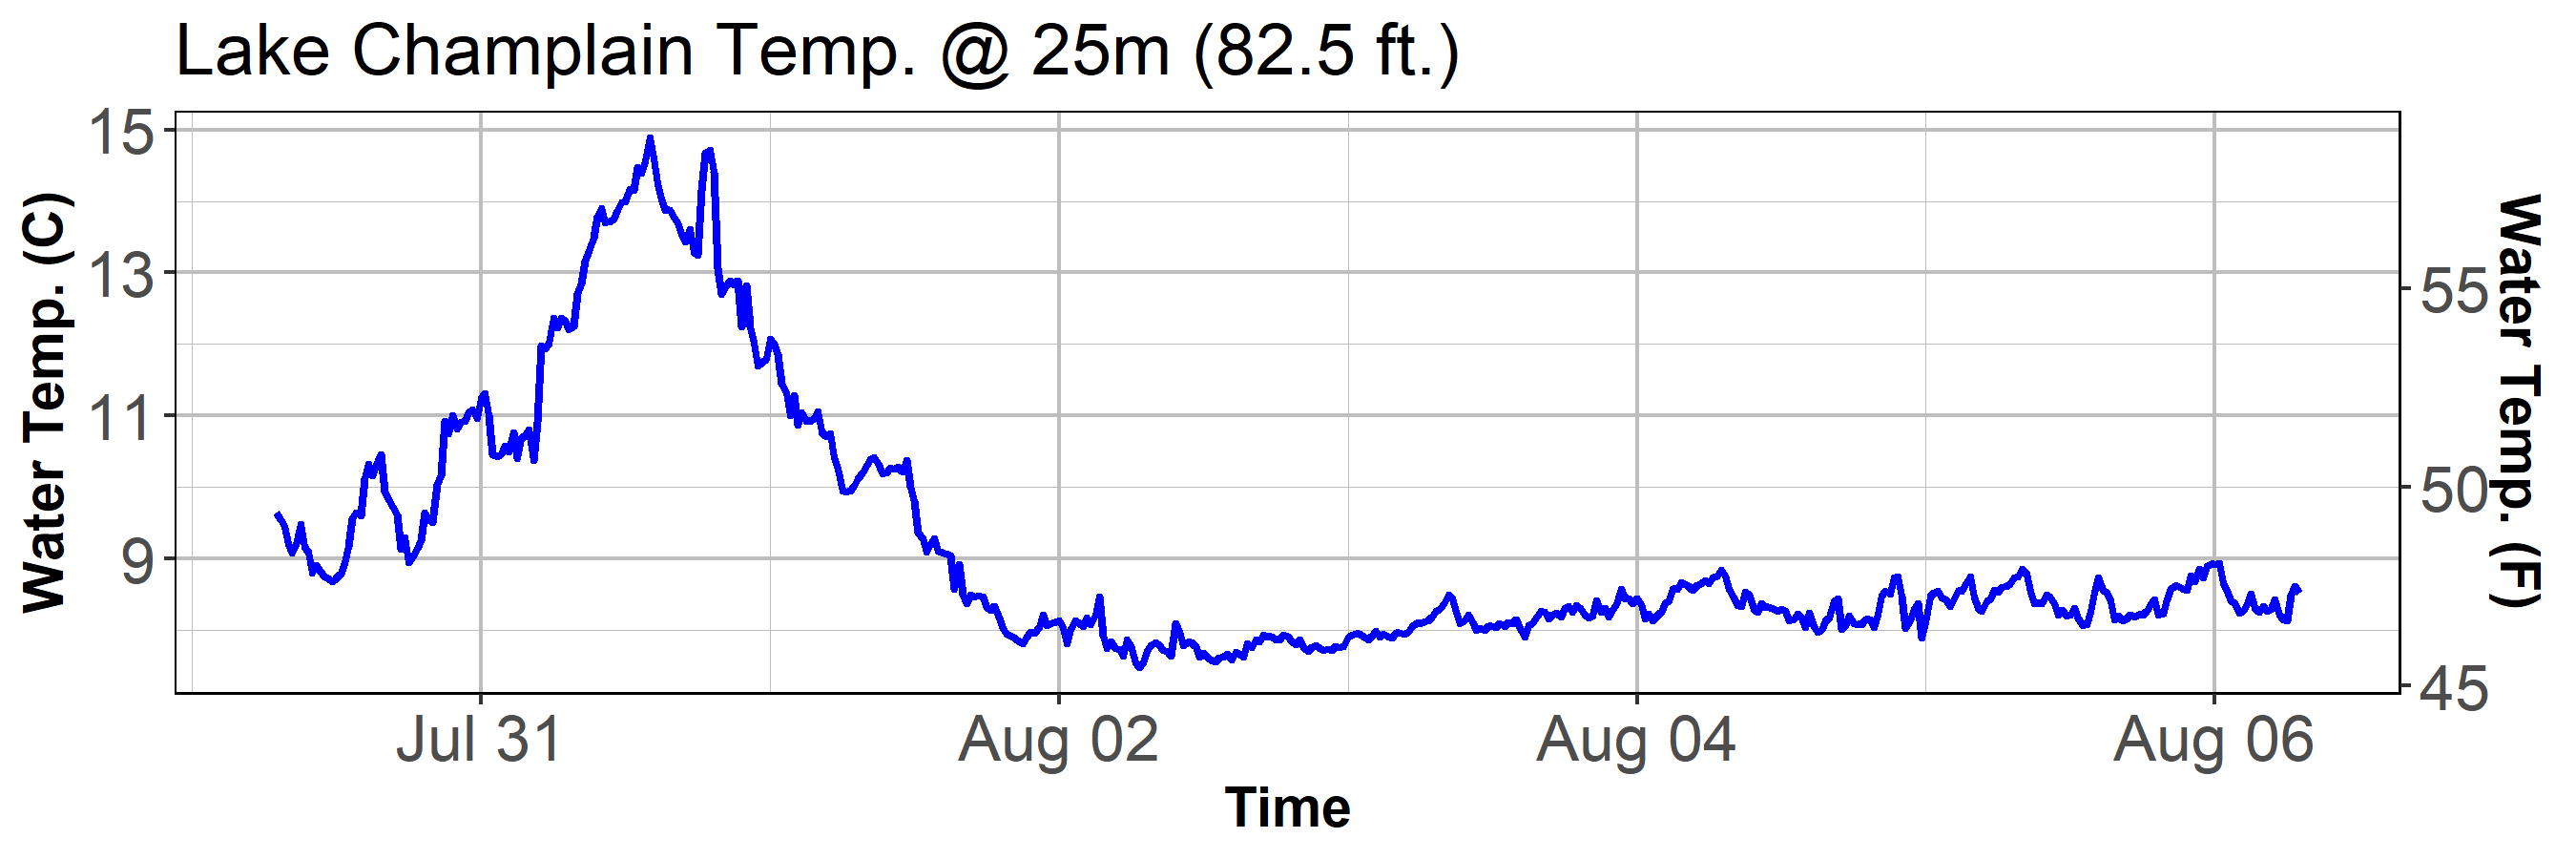 Lake Champlain Temp. @ 25m (82.5 ft.)
Water Temp. (C)
15
13
11
9
55
50
45
Water Temp. (F)
Jul 31 Aug 02 Aug 04 Aug 06
Time